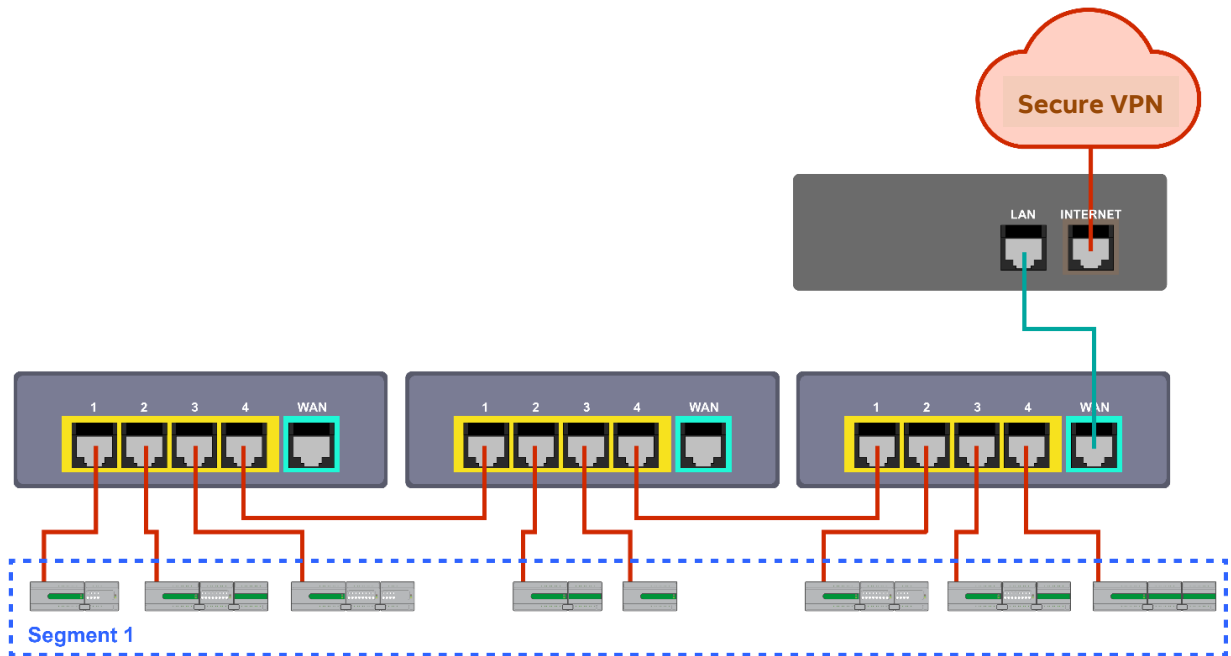 Secure VPN
LAN INTERNET
1 2 3 4 WAN
1 2 3 4 WAN
1 2 3 4 WAN
Segment 1